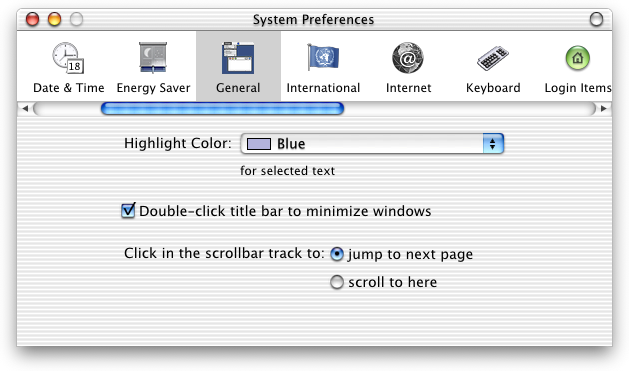 System Preferences
18
Date & Time Energy Saver General International Internet Keyboard Login Items
Highlight Color: Blue
for selected text
Double-click title bar to minimize windows
Click in the scrollbar track to: jump to next page
scroll to here